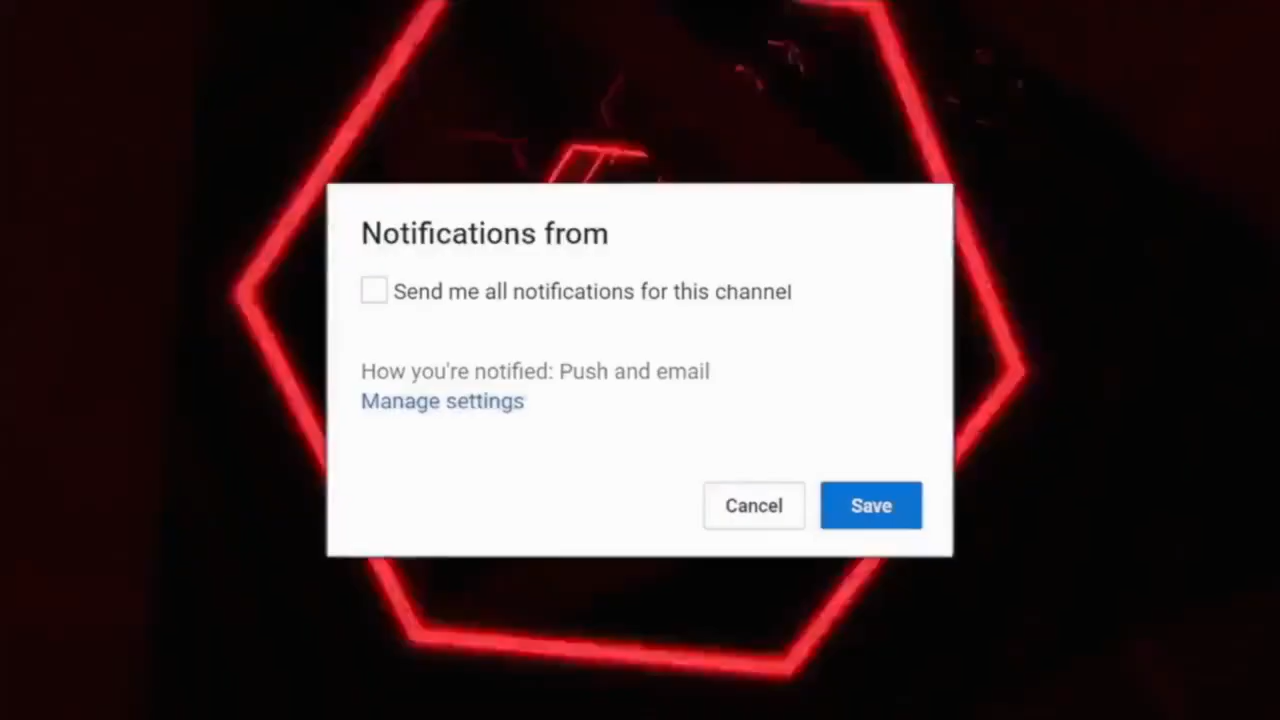 Notifications from
Send me all notifications for this channel
How you're notified: Push and email
Manage settings
Cancel
Save